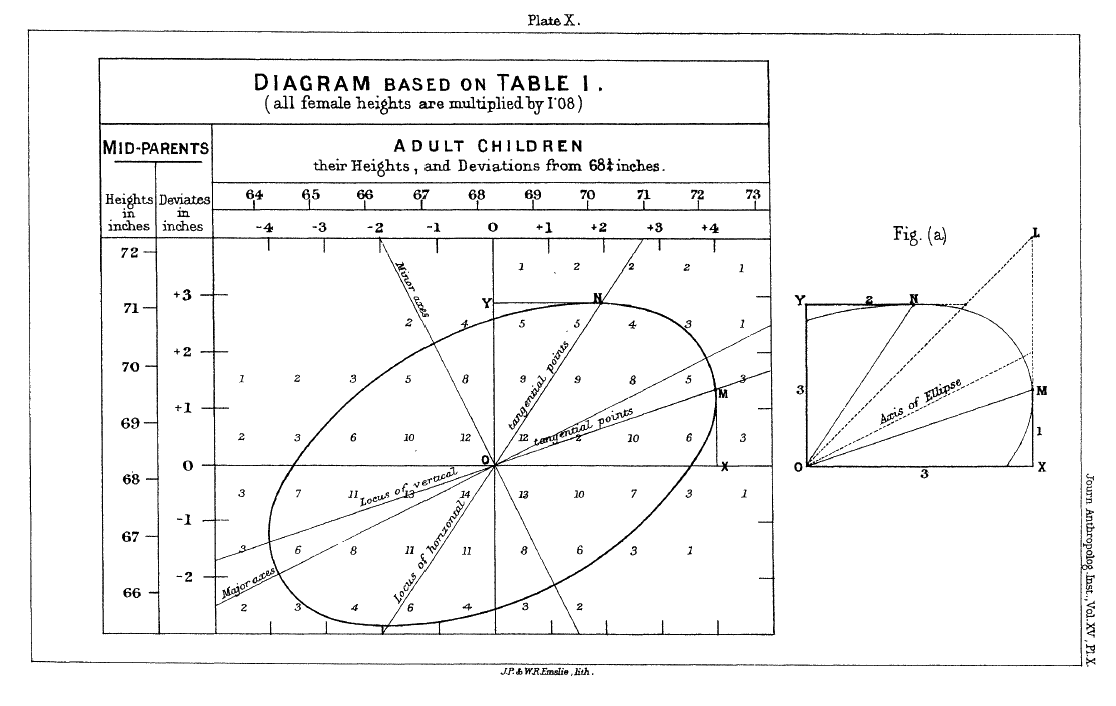 Plate X.
DIAGRAM BASED ON TABLE I.
(all female heights are multiplied by 1·08)
MID-PARENTS
ADULT CHILDREN
their Heights, and Deviations from 68¼ inches.
Heights in inches
Deviates in inches
64 65 66 67 68 69 70 71 72 73
-4 -3 -2 -1 0 +1 +2 +3 +4
72
1 2 2 2 1
Minor axes
+3
71
Y N
2 4 5 5 4 3 1
+2
70
tangential points
1 2 3 5 8 9 9 8 5 3
M
+1
69
tangential points
2 3 6 10 12 12 2 10 6 3
0
O X
68
Locus of vertical
3 7 11 13 14 13 10 7 3 1
-1
67
Locus of horizontal
3 6 8 11 11 8 6 3 1
-2
Major axes
66
2 3 4 6 4 3 2
Fig. (a)
L
Y 2 N
3
Axis of Ellipse
M
1
O 3 X
Journ. Anthropolog. Inst., Vol. XV, Pl. X.
J.P. & W.R. Emslie, lith.